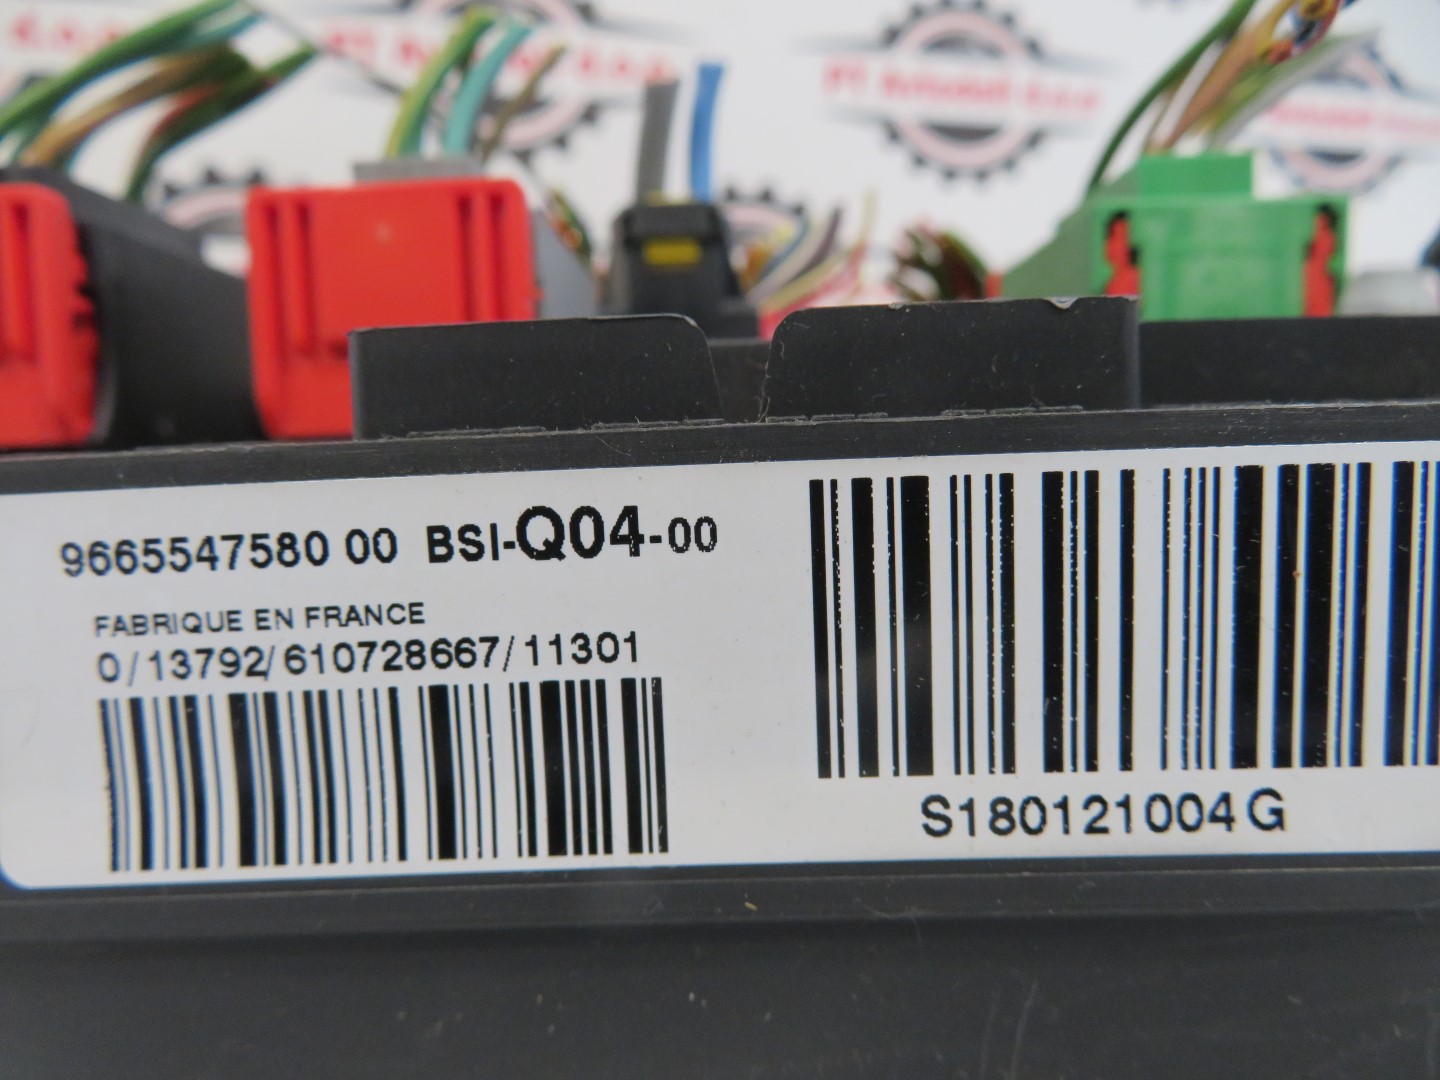 9665547580 00 BSI-Q04-00
FABRIQUE EN FRANCE
0/13792/610728667/11301
S180121004G